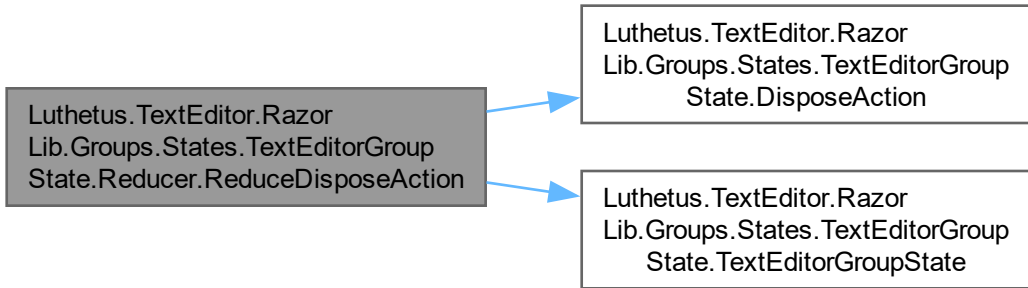 Luthetus.TextEditor.Razor
Lib.Groups.States.TextEditorGroup
State.Reducer.ReduceDisposeAction
Luthetus.TextEditor.Razor
Lib.Groups.States.TextEditorGroup
State.DisposeAction
Luthetus.TextEditor.Razor
Lib.Groups.States.TextEditorGroup
State.TextEditorGroupState